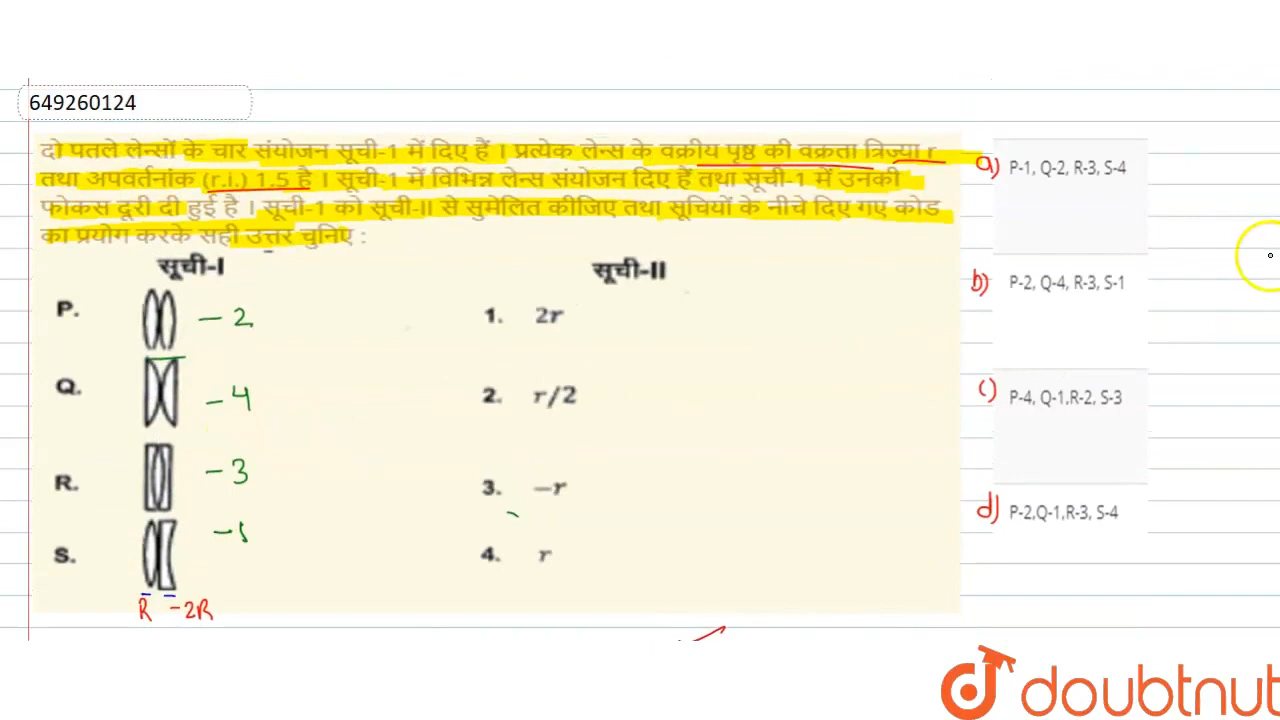 649260124
दो पतले लेन्सों के चार संयोजन सूची-1 में दिए हैं । प्रत्येक लेन्स के वक्रीय पृष्ठ की वक्रता त्रिज्या r
तथा अपवर्तनांक (r.i.) 1.5 है । सूची-1 में विभिन्न लेन्स संयोजन दिए हैं तथा सूची-1 में उनकी
फोकस दूरी दी हुई है । सूची-1 को सूची-II से सुमेलित कीजिए तथा सूचियों के नीचे दिए गए कोड
का प्रयोग करके सही उत्तर चुनिए :
सूची-I सूची-II
P. - 2 1. 2r
Q. - 4 2. r/2
R. - 3 3. -r
S. - 1 4. r
R -2R
a) P-1, Q-2, R-3, S-4
b) P-2, Q-4, R-3, S-1
c) P-4, Q-1,R-2, S-3
d) P-2,Q-1,R-3, S-4
doubtnut